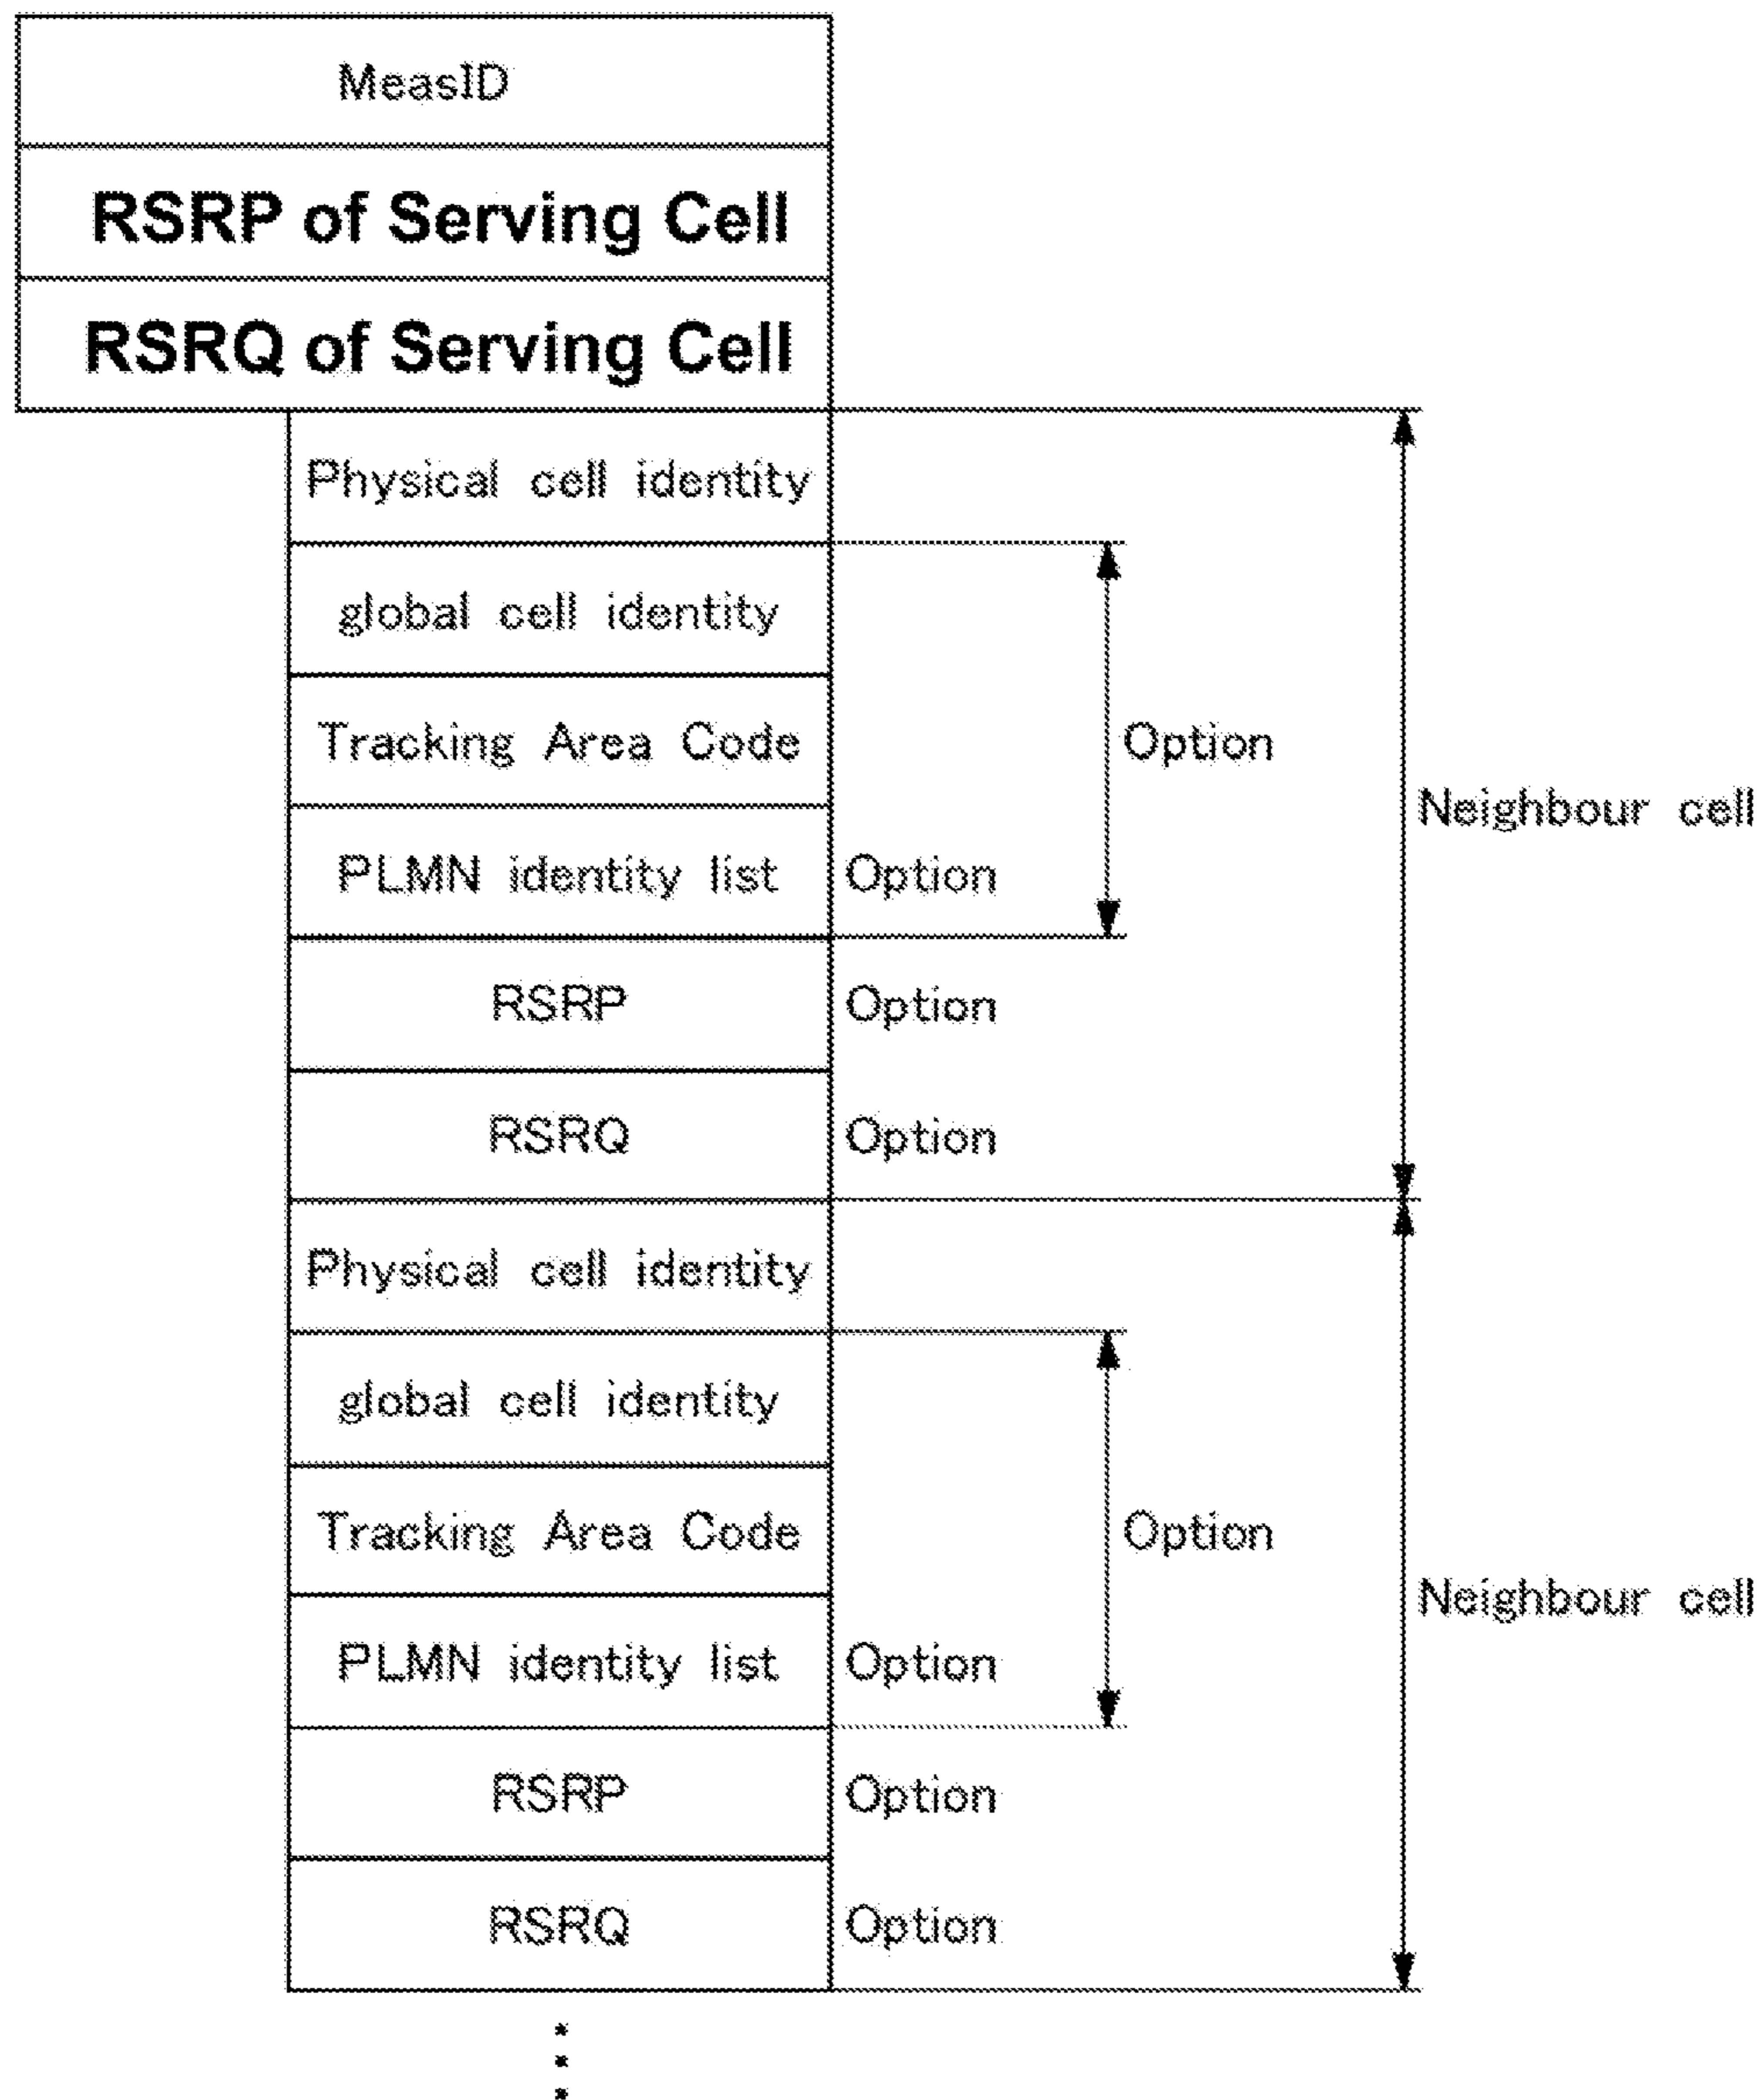 MeasID
RSRP of Serving Cell
RSRQ of Serving Cell
Physical cell identity
global cell identity
Tracking Area Code
Option
Neighbour cell
PLMN identity list Option
RSRP Option
RSRQ Option
Physical cell identity
global cell identity
Tracking Area Code
Option
Neighbour cell
PLMN identity list Option
RSRP Option
RSRQ Option